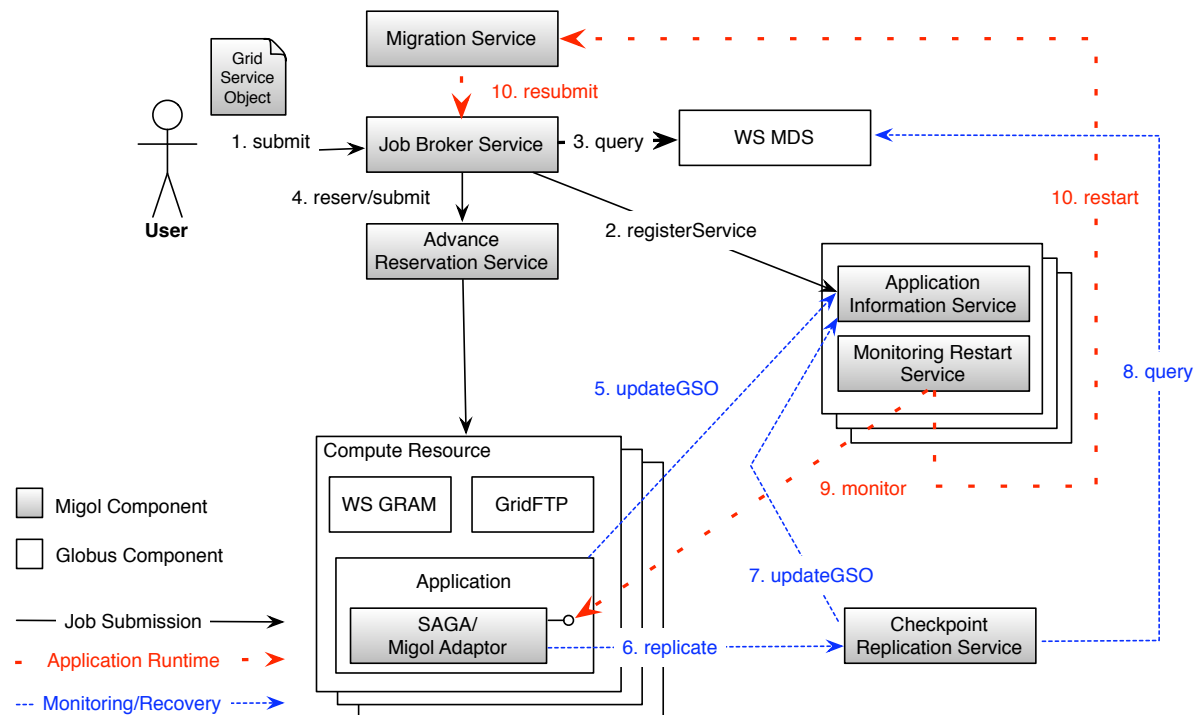 Migration Service
Grid
Service
Object
10. resubmit
1. submit
Job Broker Service
3. query
WS MDS
4. reserv/submit
10. restart
User
2. registerService
Advance
Reservation Service
Application
Information Service
Monitoring Restart
Service
8. query
5. updateGSO
Compute Resource
9. monitor
WS GRAM
GridFTP
Migol Component
Globus Component
Application
7. updateGSO
Job Submission
SAGA/
Migol Adaptor
6. replicate
Checkpoint
Replication Service
Application Runtime
Monitoring/Recovery